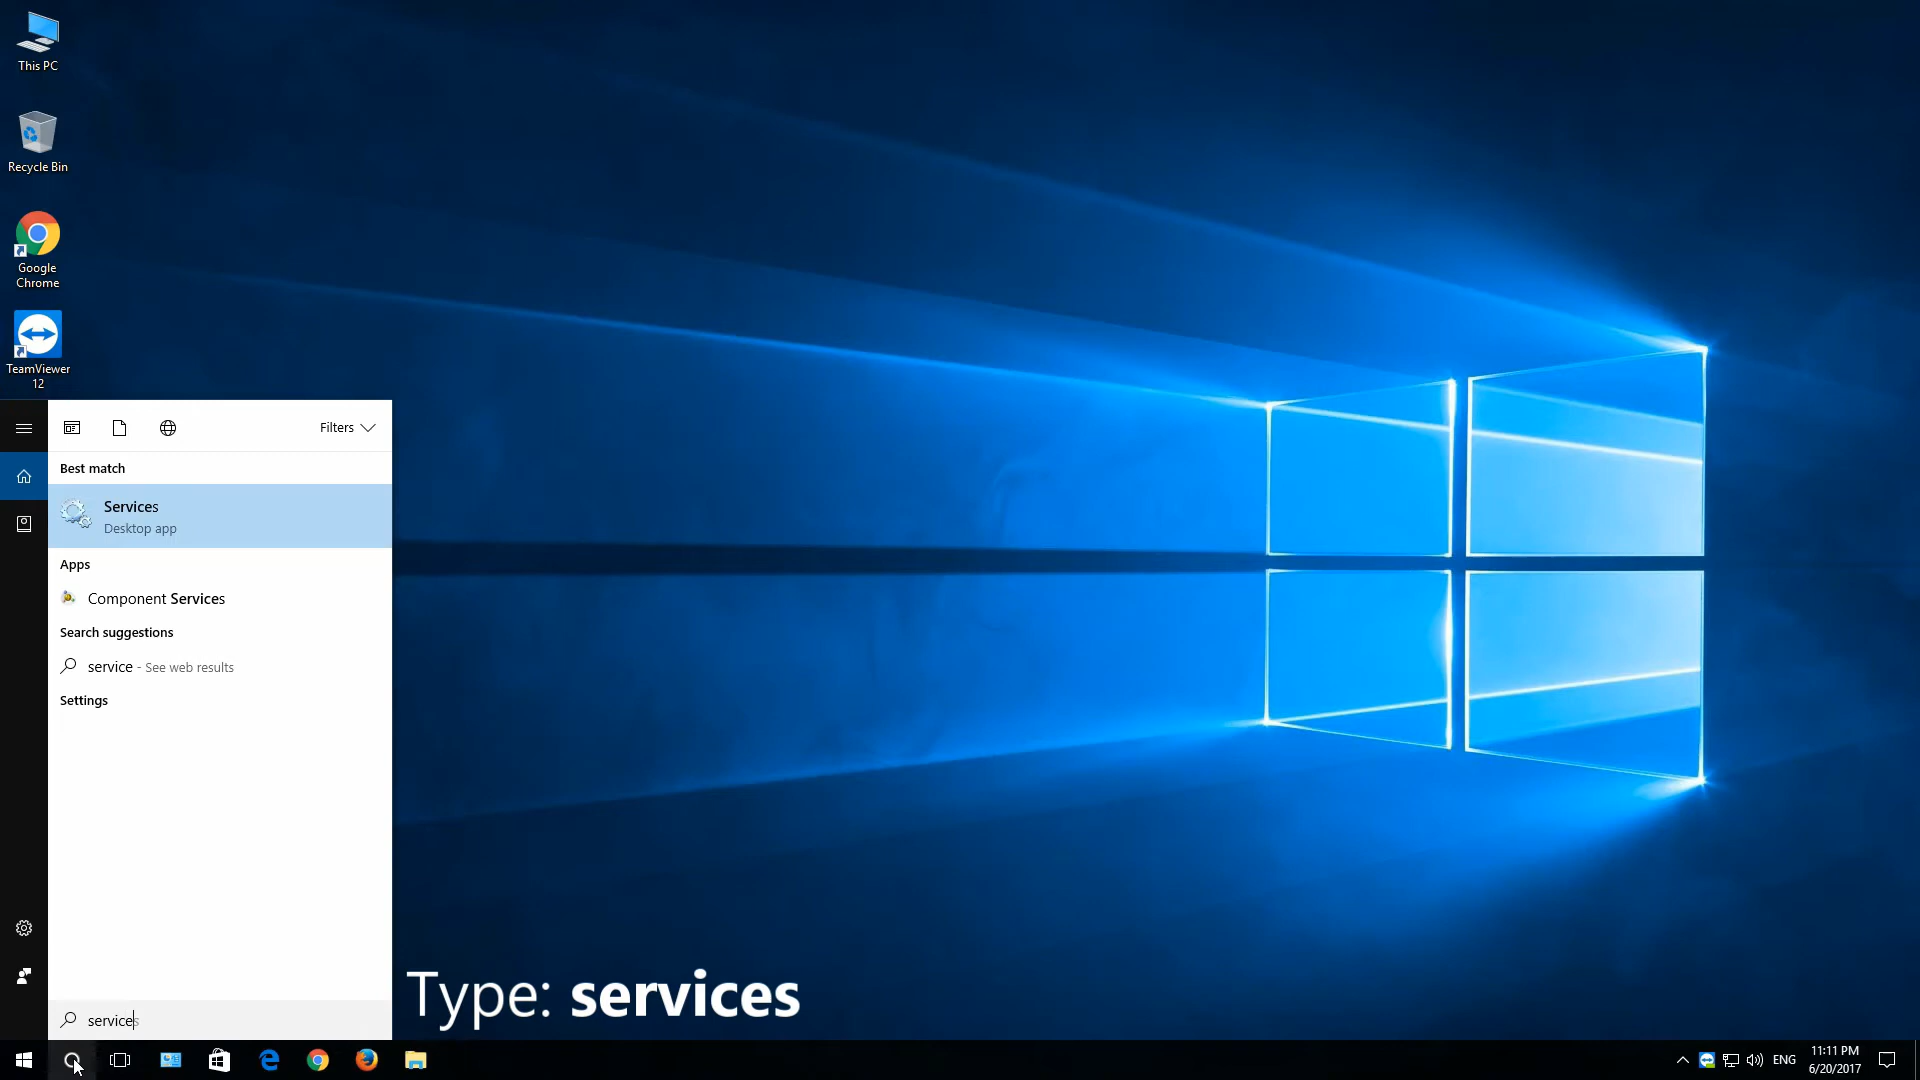 This PC
Recycle Bin
Google
Chrome
TeamViewer
12
Filters
Best match
Services
Desktop app
Apps
Component Services
Search suggestions
service - See web results
Settings
services
Type: services
ENG
11:11 PM
6/20/2017